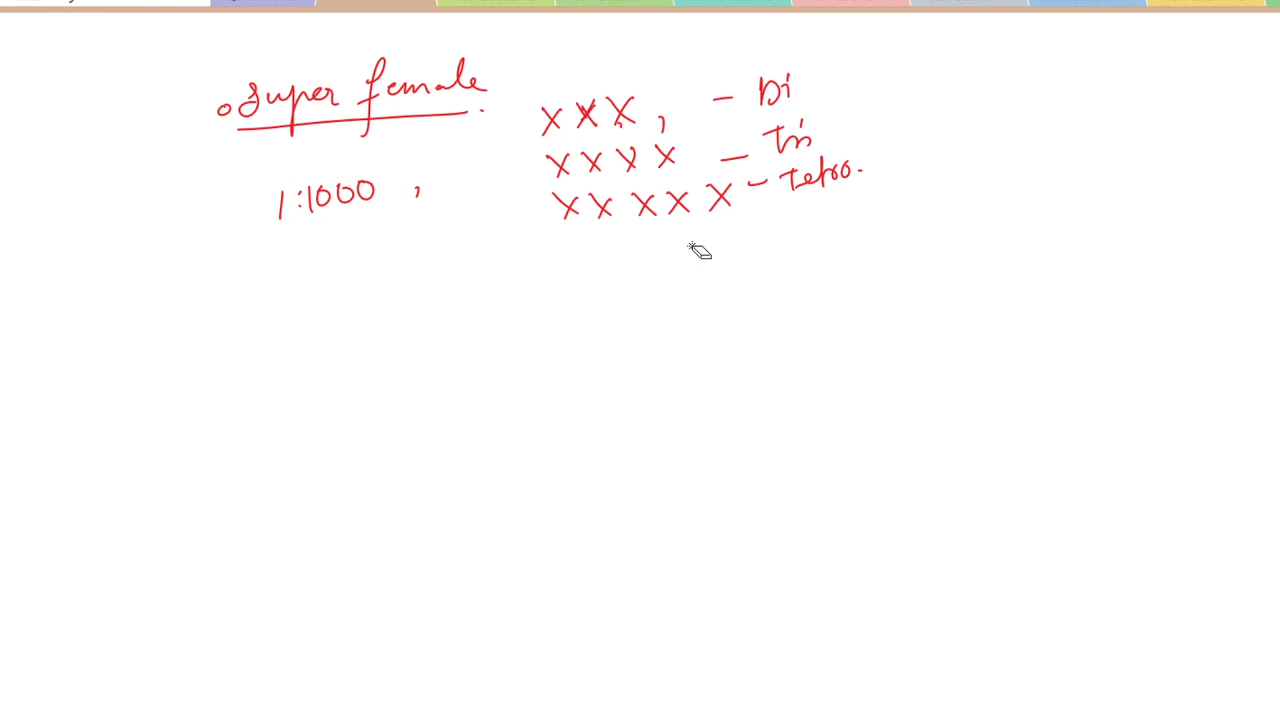 Super female.
XXX, - Di
XXXX - Tri
XXXXX - Tetra.
1:1000,